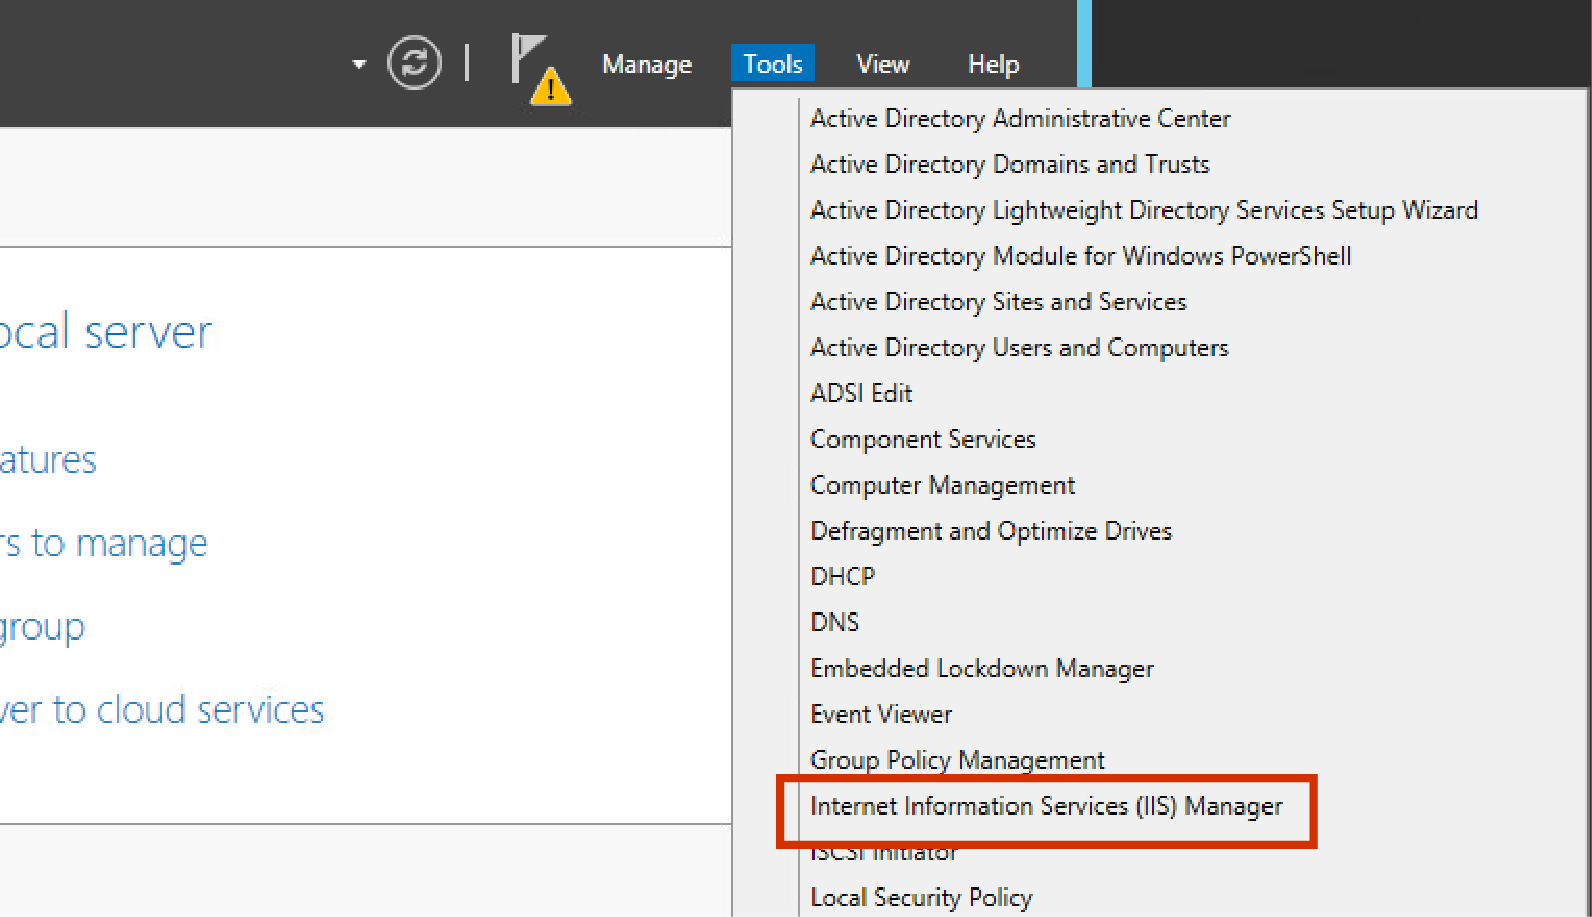 Manage Tools View Help
Active Directory Administrative Center
Active Directory Domains and Trusts
Active Directory Lightweight Directory Services Setup Wizard
Active Directory Module for Windows PowerShell
Active Directory Sites and Services
Active Directory Users and Computers
ADSI Edit
Component Services
Computer Management
Defragment and Optimize Drives
DHCP
DNS
Embedded Lockdown Manager
Event Viewer
Group Policy Management
Internet Information Services (IIS) Manager
iSCSI Initiator
Local Security Policy
ocal server
atures
rs to manage
group
ver to cloud services